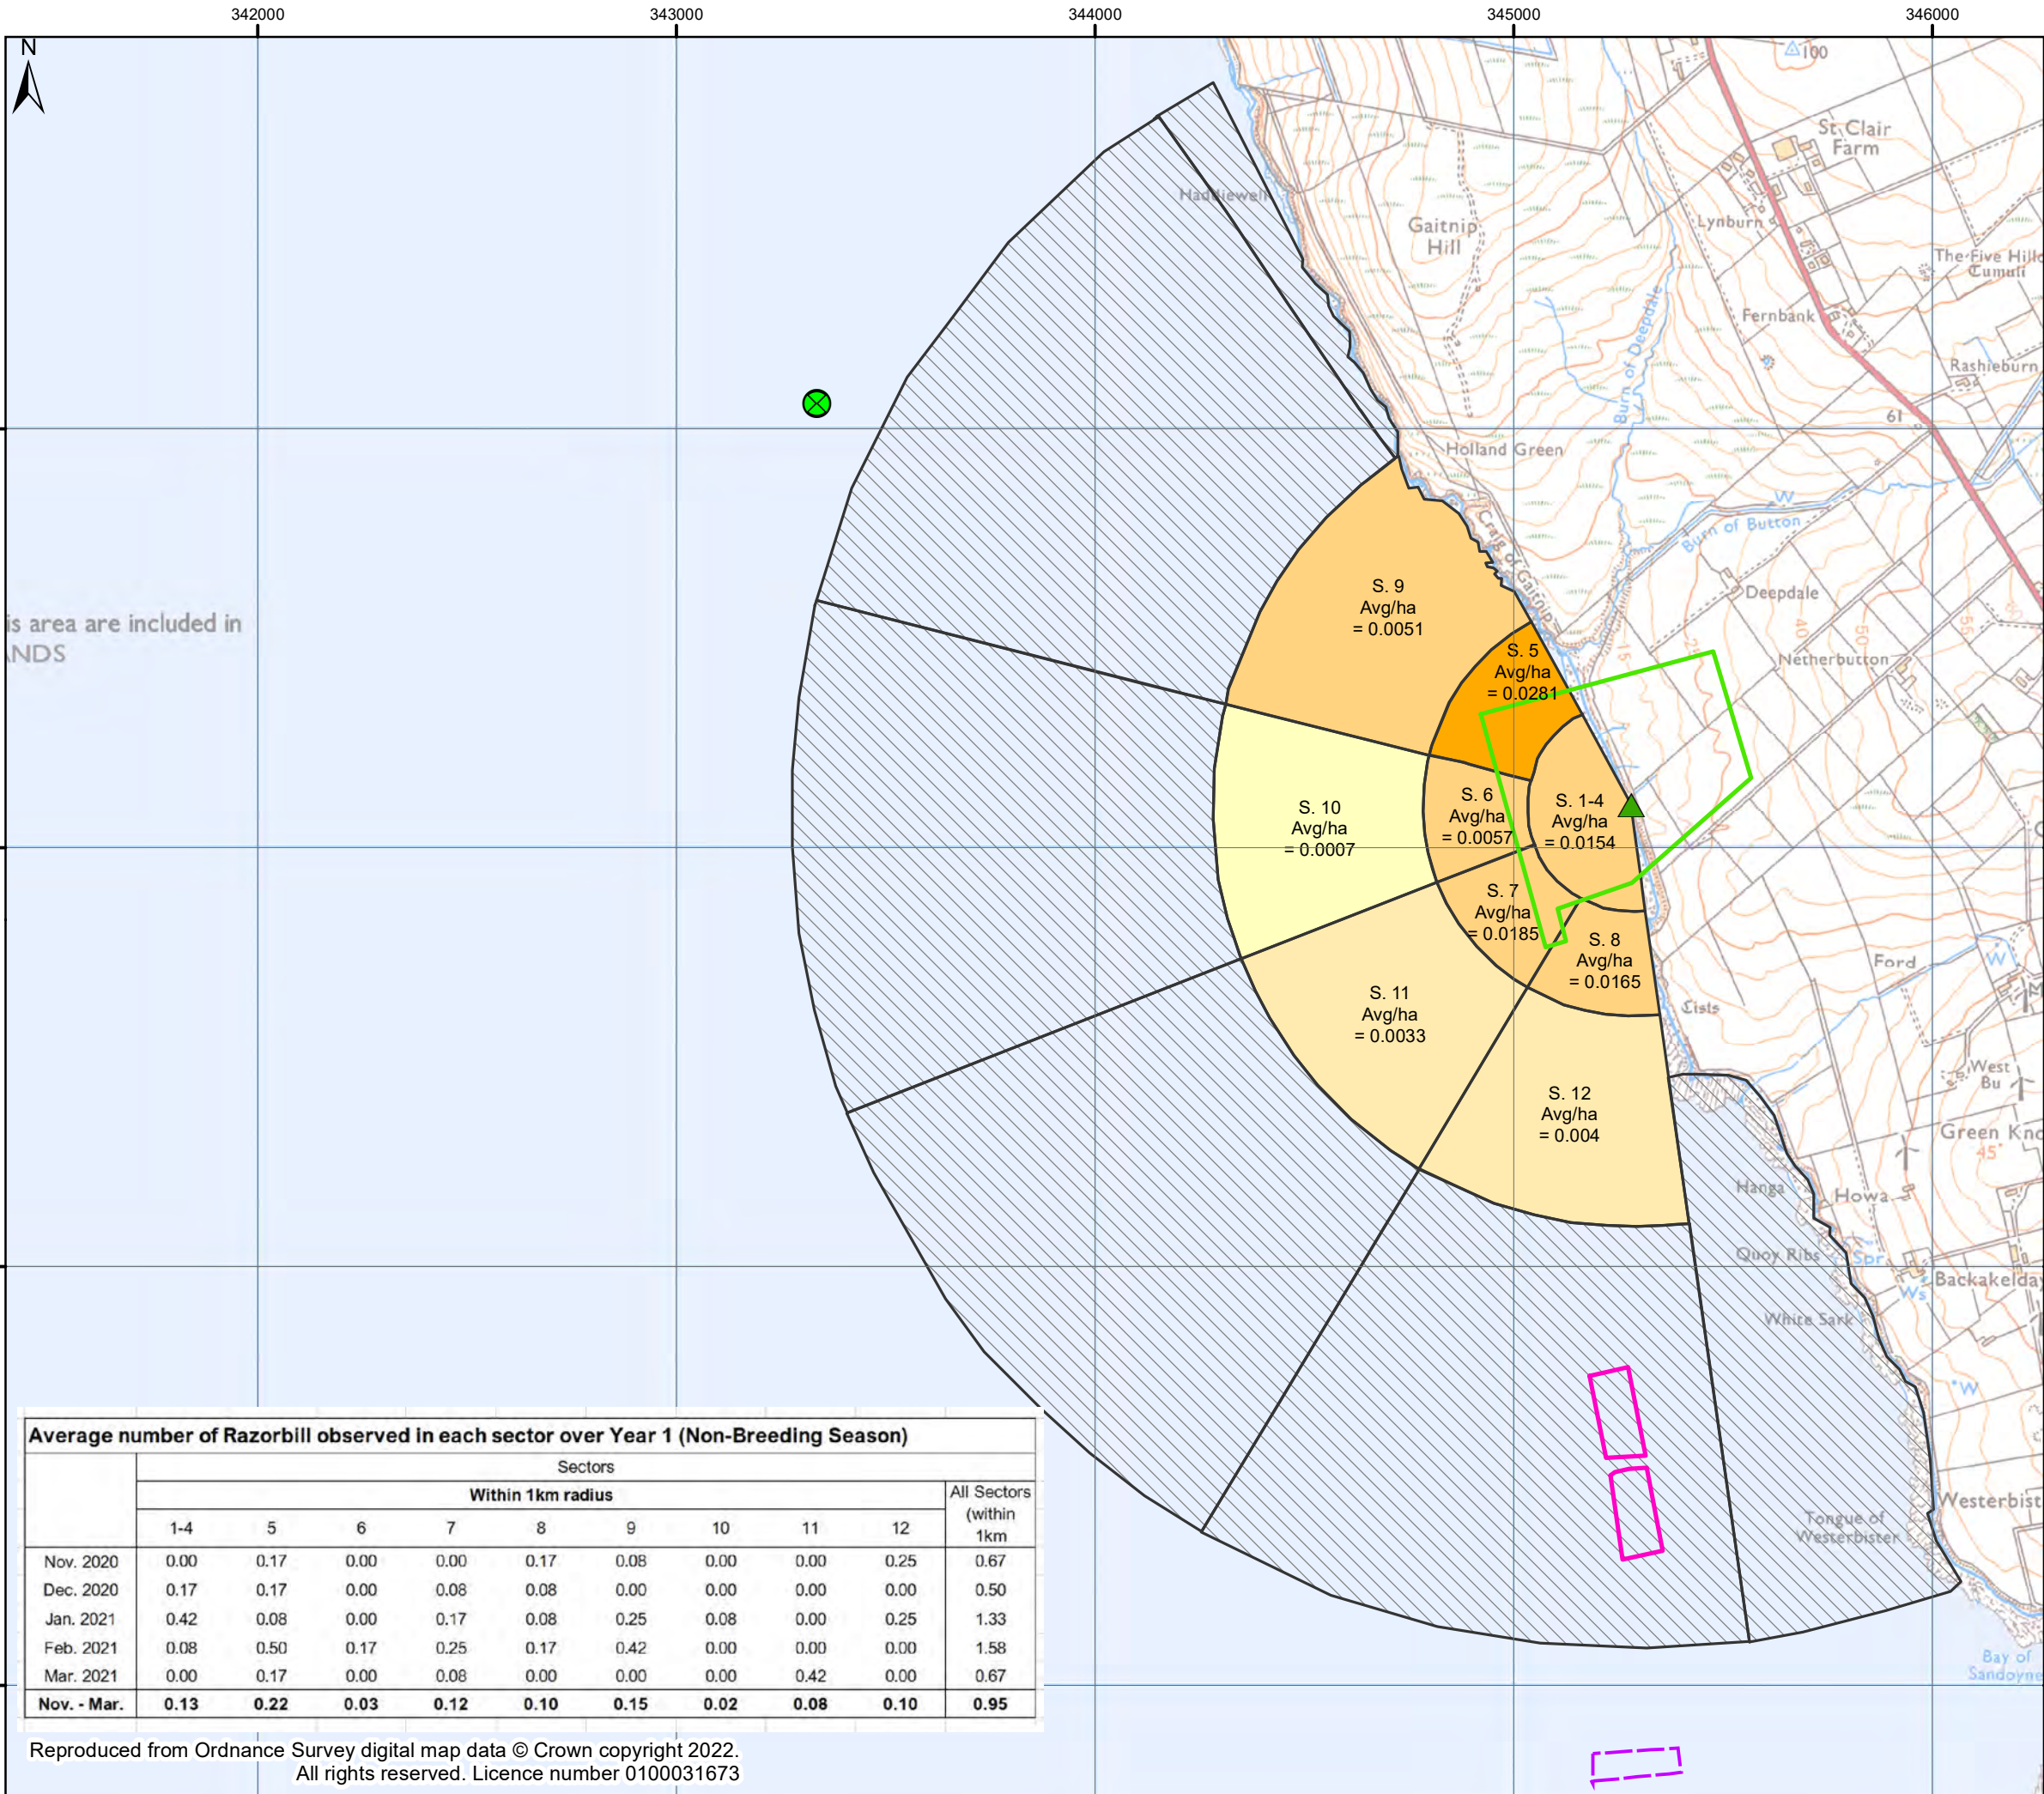 342000 343000 344000 345000 346000
N
100
St Clair
Farm
Haddiewell
Gaitnip
Hill
Lynburn
The Five Hill
Cumuli
Burn of Deepdale
Fernbank
Rashieburn
61
Holland Green
W
Burn of Button
Craig of Gaitnip
Deepdale
S. 9
Avg/ha
= 0.0051
is area are included in
NDS
15
40
50
55
Netherbutton
S. 5
Avg/ha
= 0.0281
S. 6
Avg/ha
= 0.0057
S. 1-4
Avg/ha
= 0.0154
S. 10
Avg/ha
= 0.0007
S. 7
Avg/ha
= 0.0185
S. 8
Avg/ha
= 0.0165
Ford
W
Cists
S. 11
Avg/ha
= 0.0033
West
Bu
S. 12
Avg/ha
= 0.004
Green Kno
45
Hanga
Howa
Quoy Ribs
Spr
Backakelda
Ws
White Sark
W
Westerbist
Tongue of
Westerbister
Bay of
Sandoyne
Average number of Razorbill observed in each sector over Year 1 (Non-Breeding Season)
Sectors
Within 1km radius
All Sectors
(within
1km
1-4 5 6 7 8 9 10 11 12
Nov. 2020 0.00 0.17 0.00 0.00 0.17 0.08 0.00 0.00 0.25 0.67
Dec. 2020 0.17 0.17 0.00 0.08 0.08 0.00 0.00 0.00 0.00 0.50
Jan. 2021 0.42 0.08 0.00 0.17 0.08 0.25 0.08 0.00 0.25 1.33
Feb. 2021 0.08 0.50 0.17 0.25 0.17 0.42 0.00 0.00 0.00 1.58
Mar. 2021 0.00 0.17 0.00 0.08 0.00 0.00 0.00 0.42 0.00 0.67
Nov. - Mar. 0.13 0.22 0.03 0.12 0.10 0.15 0.02 0.08 0.10 0.95
Reproduced from Ordnance Survey digital map data © Crown copyright 2022.
All rights reserved. Licence number 0100031673